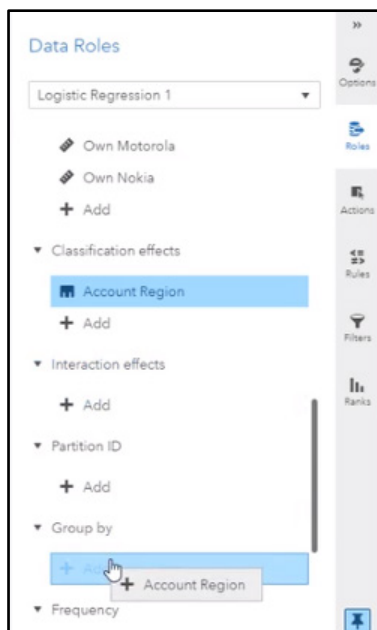 Data Roles
Logistic Regression 1
Own Motorola
Own Nokia
+ Add
Classification effects
Account Region
+ Add
Interaction effects
+ Add
Partition ID
+ Add
Group by
+ Add
+ Account Region
Frequency
Options
Roles
Actions
Rules
Filters
Ranks